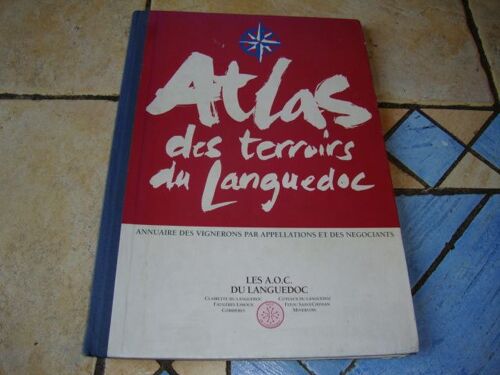 Atlas
des terroirs
du Languedoc
ANNUAIRE DES VIGNERONS PAR APPELLATIONS ET DES NEGOCIANTS
LES A.O.C.
DU LANGUEDOC
CLAIRETTE DU LANGUEDOC COTEAUX DU LANGUEDOC
FAUGÈRES LIMOUX FITOU SAINT-CHINIAN
CORBIÈRES MINERVOIS